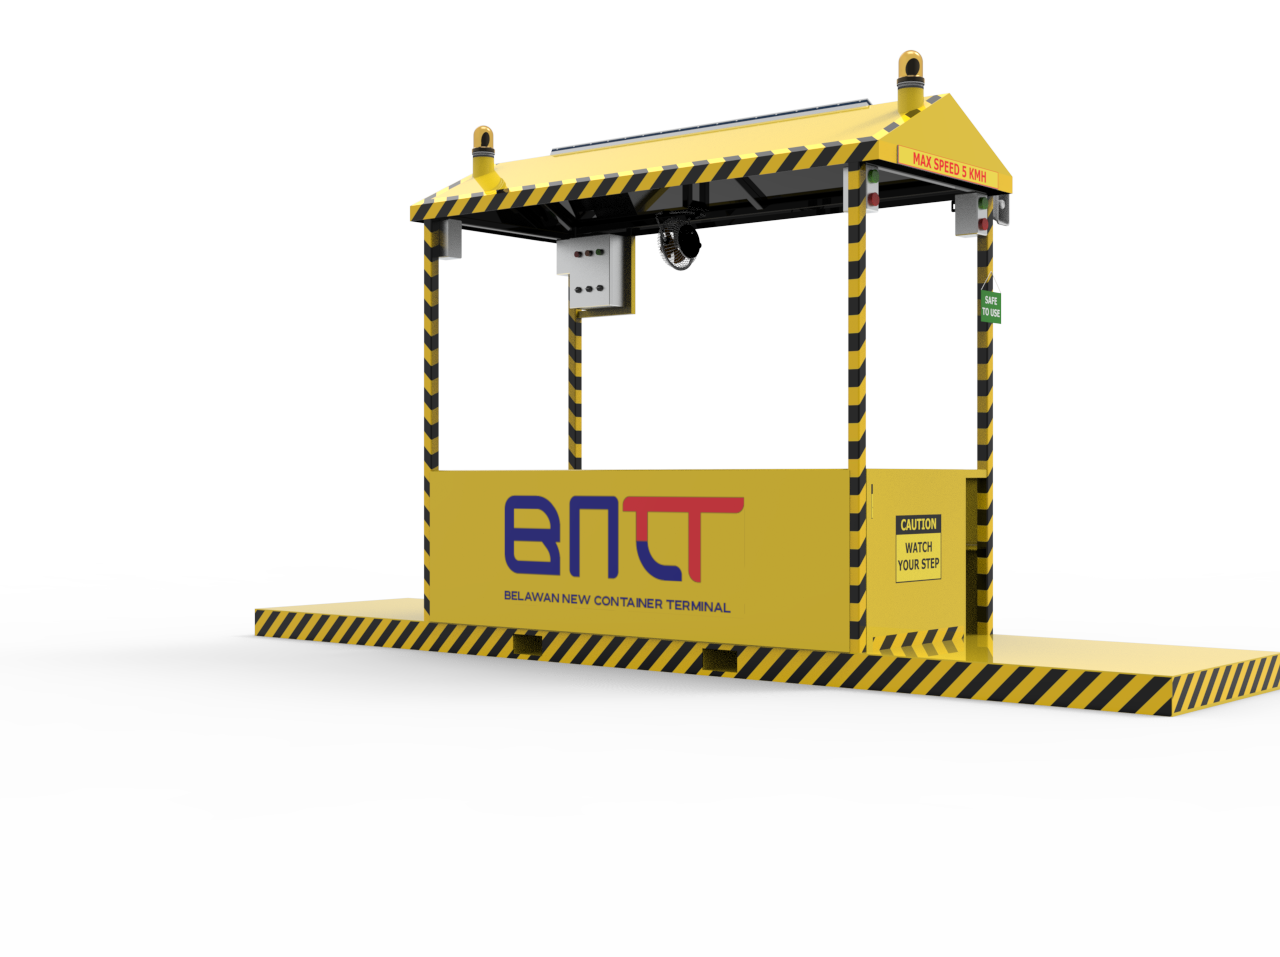 MAX SPEED 5 KMH
SAFE
TO USE
BNCT
BELAWAN NEW CONTAINER TERMINAL
CAUTION
WATCH
YOUR STEP